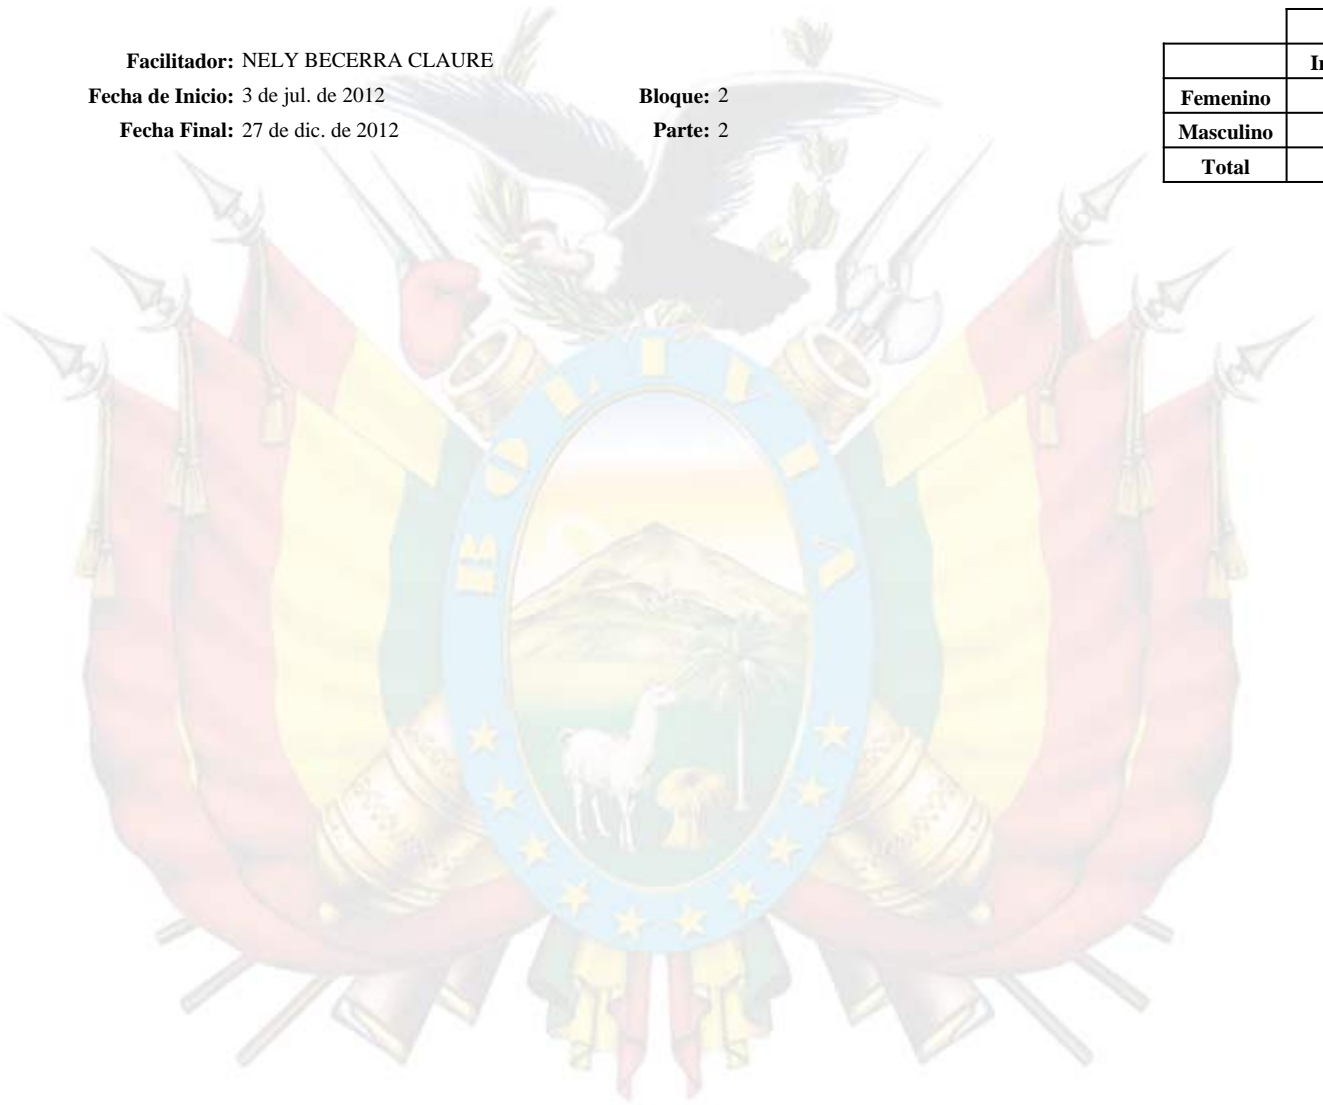 Facilitador: NELY BECERRA CLAURE
Fecha de Inicio: 3 de jul. de 2012 Bloque: 2
Fecha Final: 27 de dic. de 2012 Parte: 2
Femenino
Masculino
Total
BOLIVIA